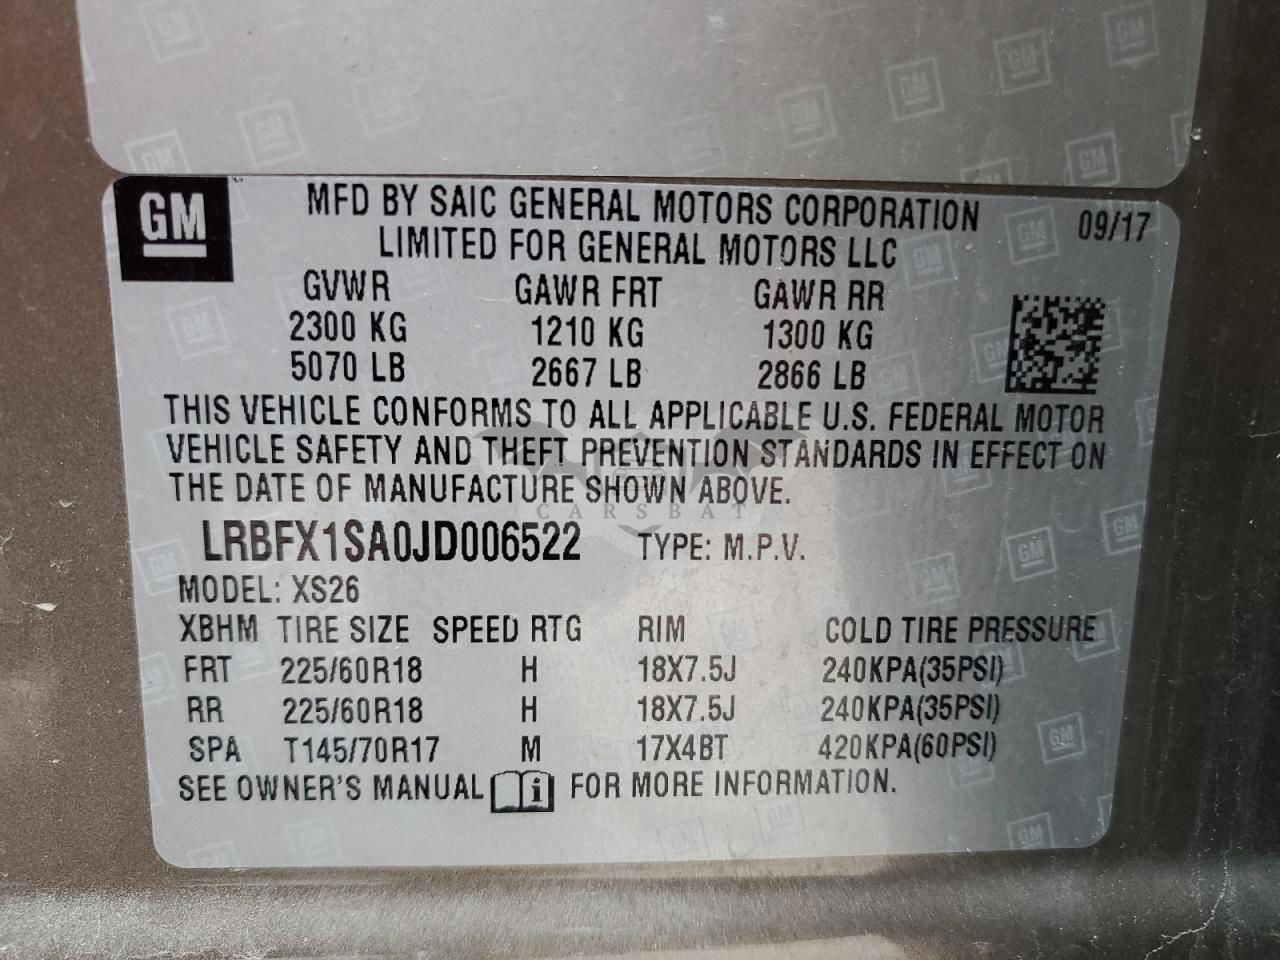 GM
MFD BY SAIC GENERAL MOTORS CORPORATION 09/17
LIMITED FOR GENERAL MOTORS LLC
GVWR GAWR FRT GAWR RR
2300 KG 1210 KG 1300 KG
5070 LB 2667 LB 2866 LB
THIS VEHICLE CONFORMS TO ALL APPLICABLE U.S. FEDERAL MOTOR
VEHICLE SAFETY AND THEFT PREVENTION STANDARDS IN EFFECT ON
THE DATE OF MANUFACTURE SHOWN ABOVE.
CARSBAT
LRBFX1SA0JD006522 TYPE: M.P.V.
MODEL: XS26
XBHM TIRE SIZE SPEED RTG RIM COLD TIRE PRESSURE
FRT 225/60R18 H 18X7.5J 240KPA(35PSI)
RR 225/60R18 H 18X7.5J 240KPA(35PSI)
SPA T145/70R17 M 17X4BT 420KPA(60PSI)
SEE OWNER'S MANUAL i FOR MORE INFORMATION.